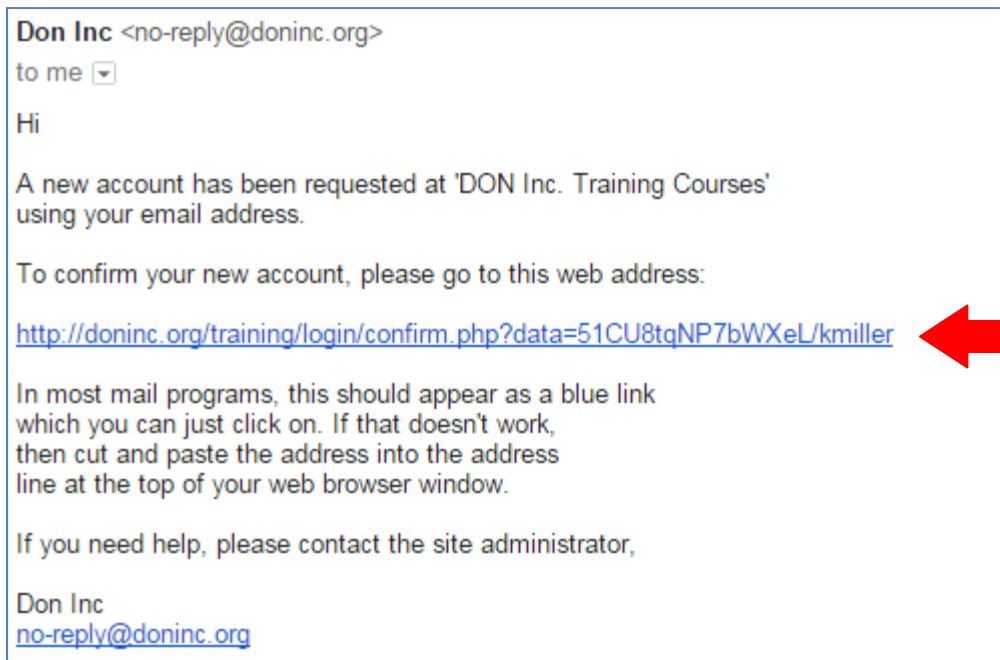 Don Inc <no-reply@doninc.org>
to me
Hi
A new account has been requested at 'DON Inc. Training Courses'
using your email address.
To confirm your new account, please go to this web address:
http://doninc.org/training/login/confirm.php?data=51CU8tqNP7bWXeL/kmiller
In most mail programs, this should appear as a blue link
which you can just click on. If that doesn't work,
then cut and paste the address into the address
line at the top of your web browser window.
If you need help, please contact the site administrator,
Don Inc
no-reply@doninc.org